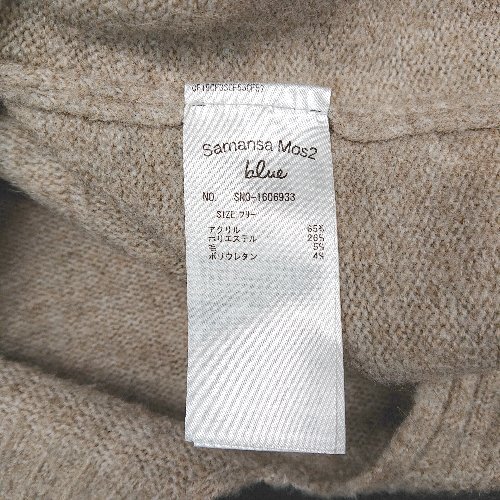 Samansa Mos2
blue
NO. SNO-1606933
SIZE フリー
アクリル 65%
ポリエステル 26%
毛 5%
ポリウレタン 4%